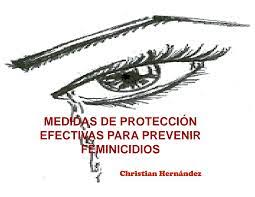 MEDIDAS DE PROTECCIÓN
EFECTIVAS PARA PREVENIR
FEMINICIDIOS
Christian Hernández